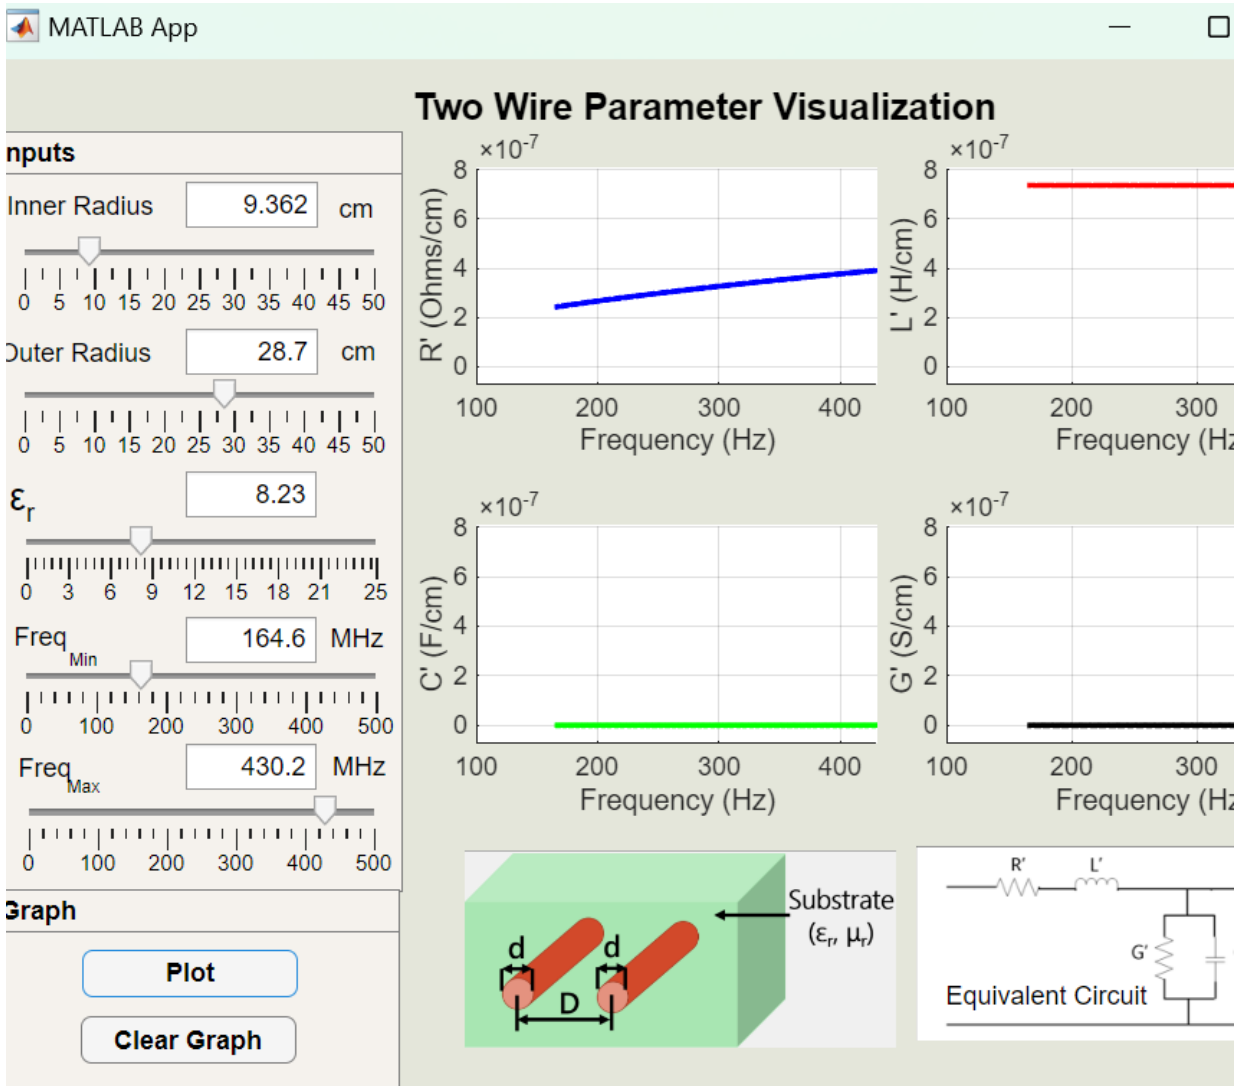 MATLAB App
Two Wire Parameter Visualization
nputs
Inner Radius 9.362 cm
0 5 10 15 20 25 30 35 40 45 50
Outer Radius 28.7 cm
0 5 10 15 20 25 30 35 40 45 50
εr 8.23
0 3 6 9 12 15 18 21 25
Freq Min 164.6 MHz
0 100 200 300 400 500
Freq Max 430.2 MHz
0 100 200 300 400 500
Graph
Plot
Clear Graph
×10-7
8
6
4
2
0
R' (Ohms/cm)
100 200 300 400
Frequency (Hz)
×10-7
8
6
4
2
0
L' (H/cm)
100 200 300
Frequency (Hz
×10-7
8
6
4
2
0
C' (F/cm)
100 200 300 400
Frequency (Hz)
×10-7
8
6
4
2
0
G' (S/cm)
100 200 300
Frequency (Hz
d d
D
Substrate
(εr, μr)
R' L'
G'
Equivalent Circuit